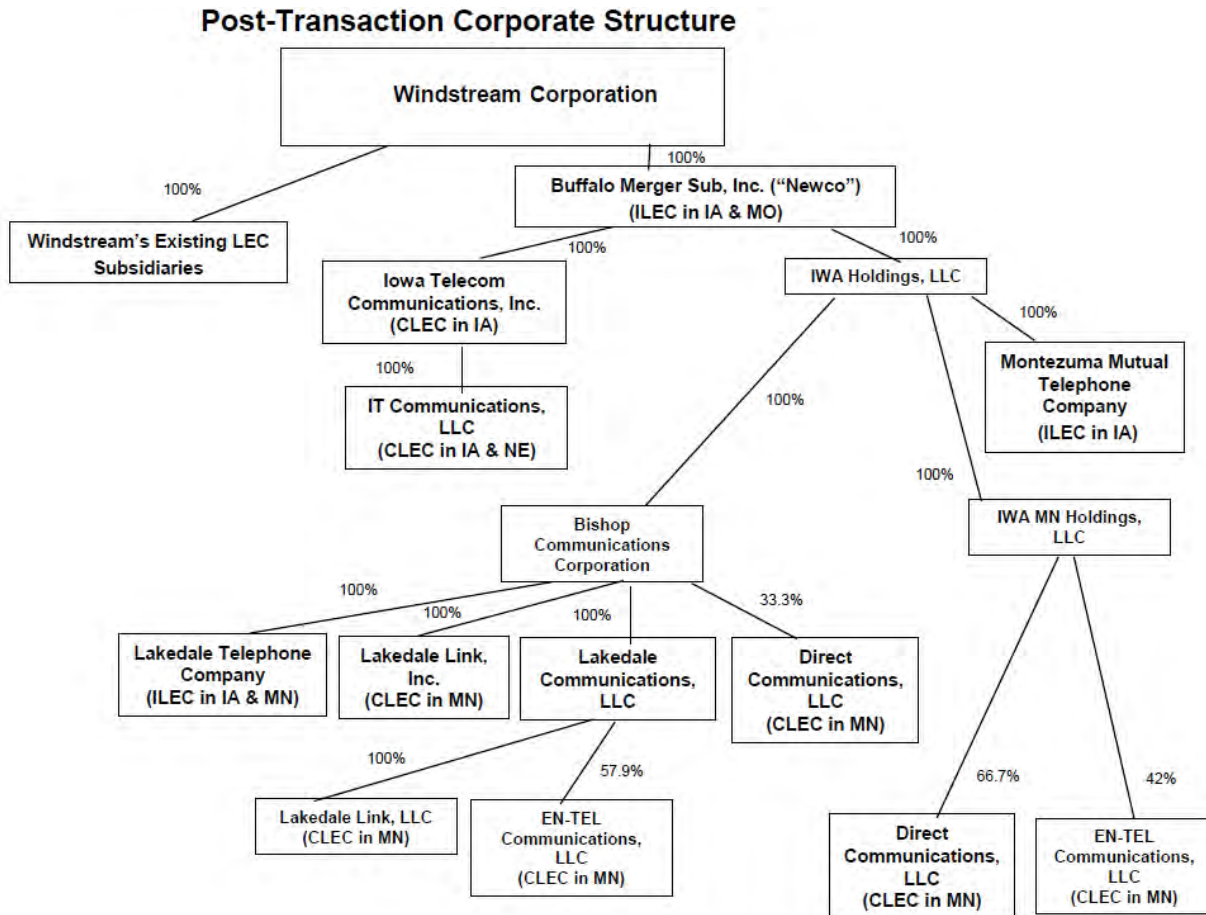 Post-Transaction Corporate Structure
Windstream Corporation
100%
100%
Buffalo Merger Sub, Inc. (“Newco”)
(ILEC in IA & MO)
Windstream’s Existing LEC
Subsidiaries
100%
100%
Iowa Telecom
Communications, Inc.
(CLEC in IA)
IWA Holdings, LLC
100%
100%
IT Communications,
LLC
(CLEC in IA & NE)
100%
Montezuma Mutual
Telephone
Company
(ILEC in IA)
100%
Bishop
Communications
Corporation
IWA MN Holdings,
LLC
100%
100%
100%
33.3%
Lakedale Telephone
Company
(ILEC in IA & MN)
Lakedale Link,
Inc.
(CLEC in MN)
Lakedale
Communications,
LLC
Direct
Communications,
LLC
(CLEC in MN)
100%
57.9%
66.7%
42%
Lakedale Link, LLC
(CLEC in MN)
EN-TEL
Communications,
LLC
(CLEC in MN)
Direct
Communications,
LLC
(CLEC in MN)
EN-TEL
Communications,
LLC
(CLEC in MN)